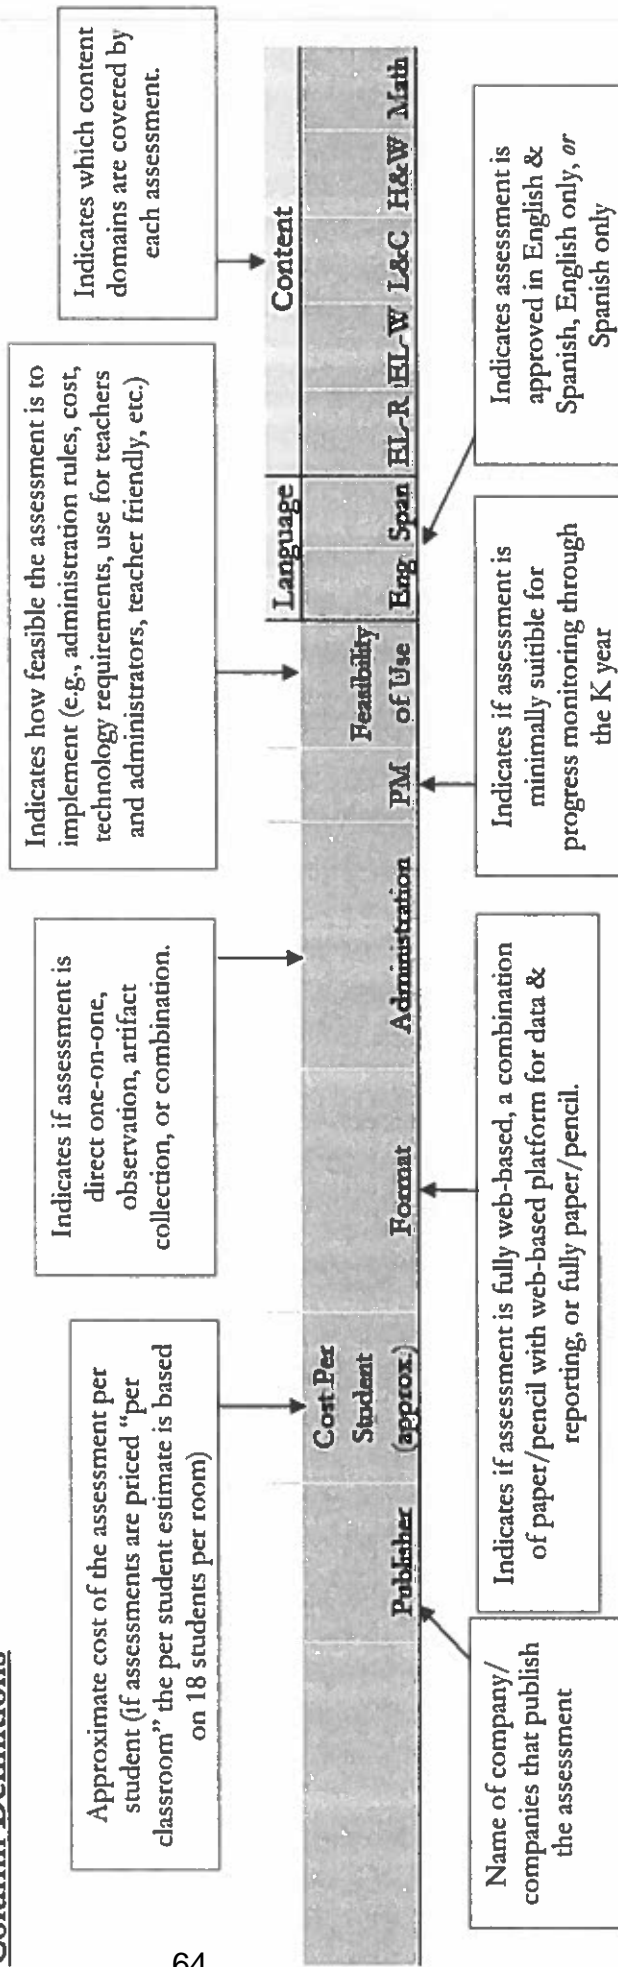 Column Definitions
Approximate cost of the assessment per
student (if assessments are priced “per
classroom” the per student estimate is based
on 18 students per room)
Indicates if assessment is
direct one-on-one,
observation, artifact
collection, or combination.
Indicates how feasible the assessment is to
implement (e.g., administration rules, cost,
technology requirements, use for teachers
and administrators, teacher friendly, etc.)
Indicates which content
domains are covered by
each assessment.
Publisher
Cost Per
Student
(approx.)
Format
Administration
PM
Feasibility
of Use
Language
Eng Span
Content
EL-R EL-W L&C H&W Math
Name of company/
companies that publish
the assessment
Indicates if assessment is fully web-based, a combination
of paper/pencil with web-based platform for data &
reporting, or fully paper/pencil.
Indicates if assessment is
minimally suitible for
progress monitoring through
the K year
Indicates assessment is
approved in English &
Spanish, English only, or
Spanish only
64